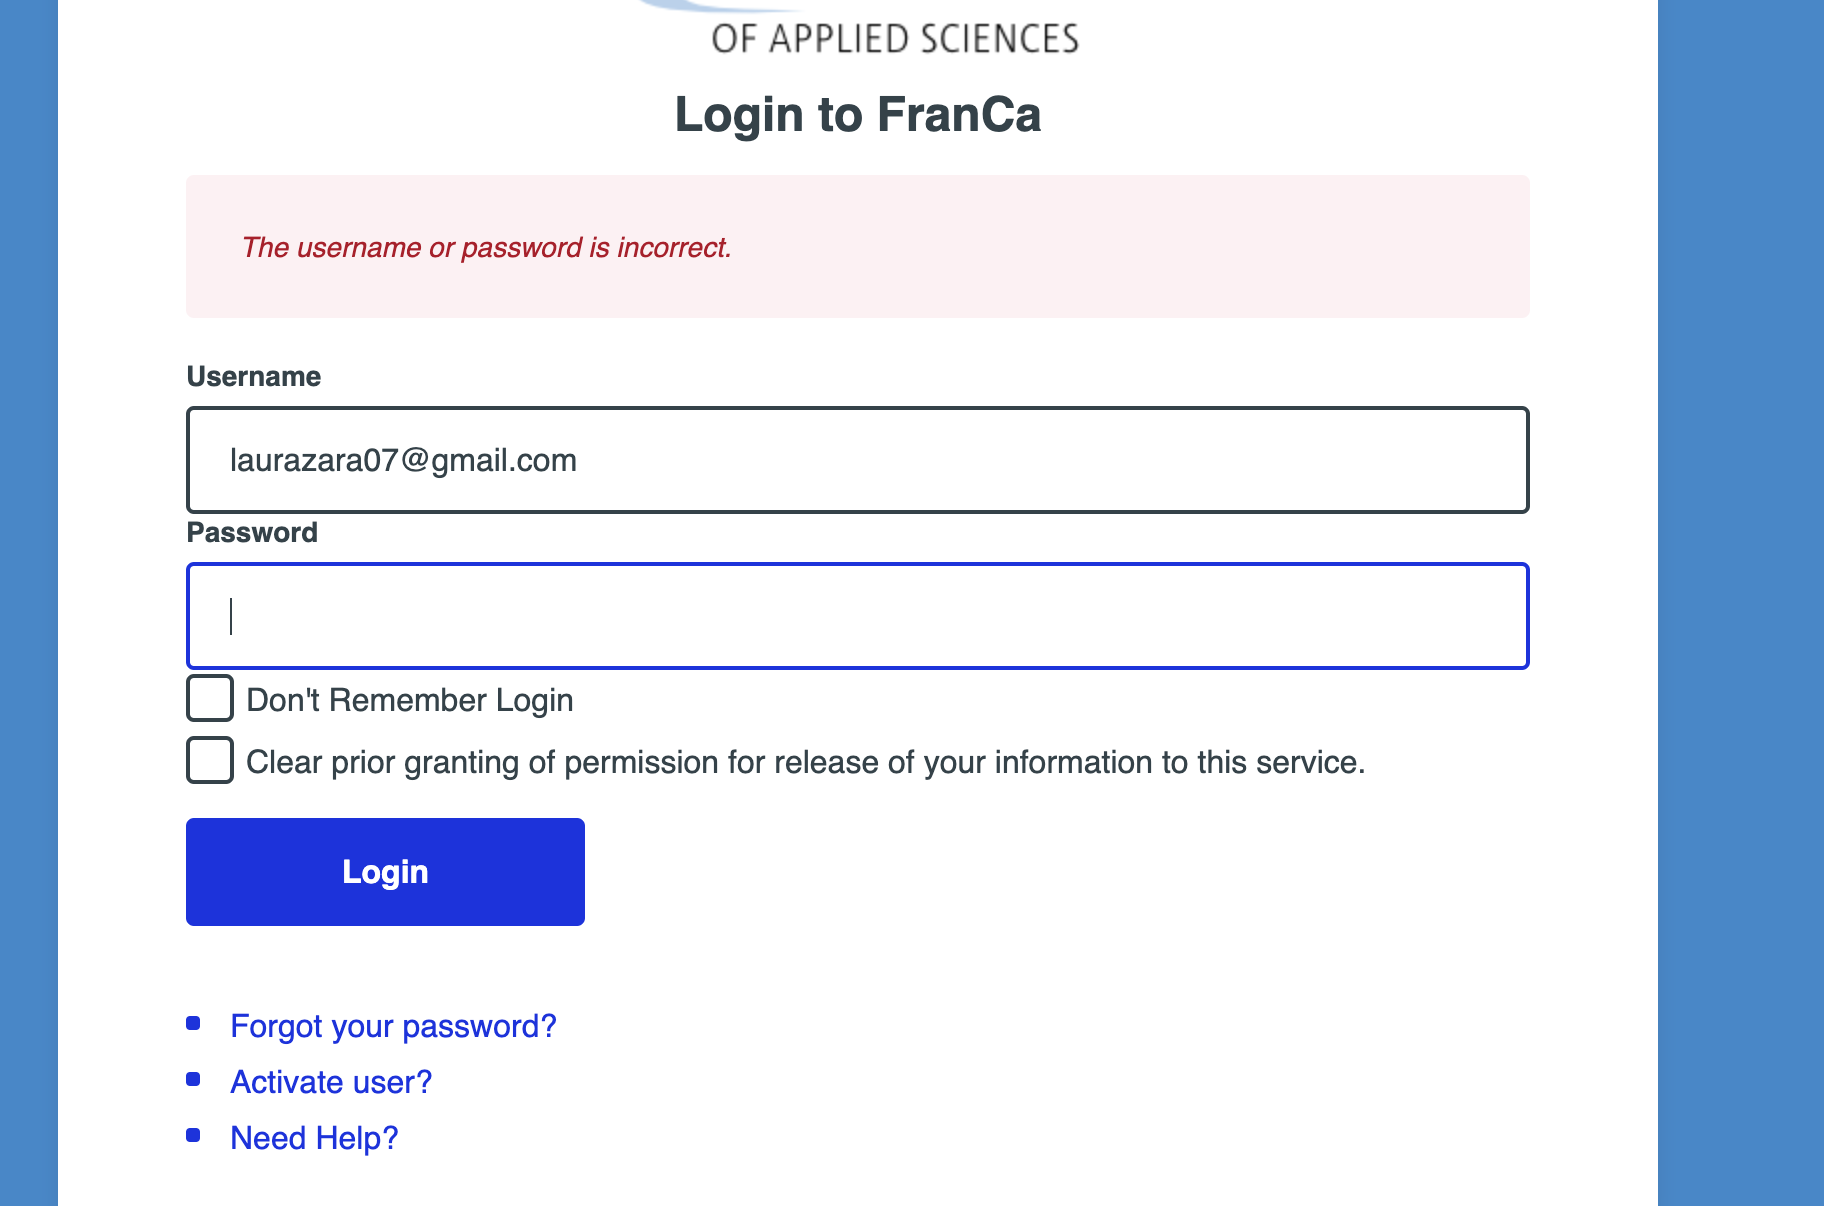 OF APPLIED SCIENCES
Login to FranCa
The username or password is incorrect.
Username
laurazara07@gmail.com
Password
Don't Remember Login
Clear prior granting of permission for release of your information to this service.
Login
Forgot your password?
Activate user?
Need Help?